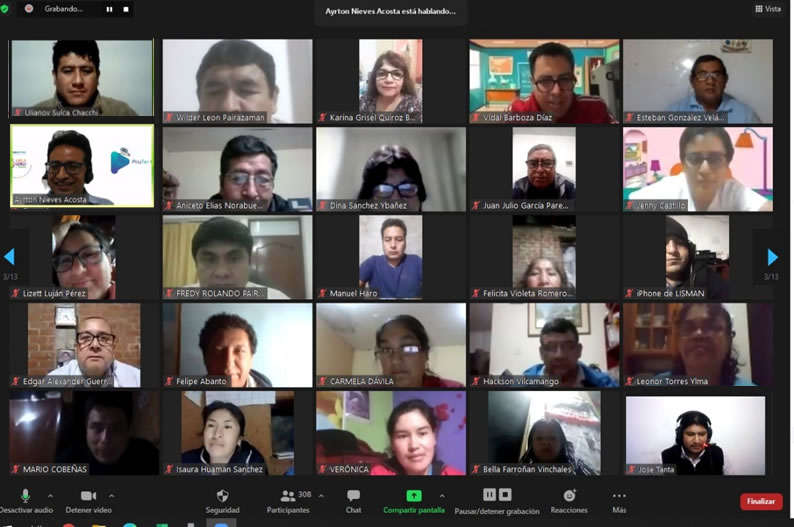 Grabando...
Ayrton Nieves Acosta está hablando...
Vista
Ulianov Sulca Chacchi
Wilder Leon Pairazaman
Karina Grisel Quiroz B...
Vidal Barboza Díaz
Esteban González Velá...
Ayrton Nieves Acosta
Aniceto Elias Norabue...
Dina Sanchez Ybañez
Juan Julio García Pare...
Jenny Castillo
Lizett Luján Pérez
FREDY ROLANDO PAIR...
Manuel Haro
Felicita Violeta Romero...
iPhone de LISMAN
3/13
3/13
Edgar Alexander Guerr...
Felipe Abanto
CARMELA DÁVILA
Hackson Vilcamango
Leonor Torres Ylma
MARIO COBEÑAS
Isaura Huaman Sanchez
VERÓNICA
Bella Farroñan Vinchales
Jose Tanta
308
Desactivar audio
Detener video
Seguridad
Participantes
Chat
Compartir pantalla
Pausar/detener grabación
Reacciones
Más
Finalizar